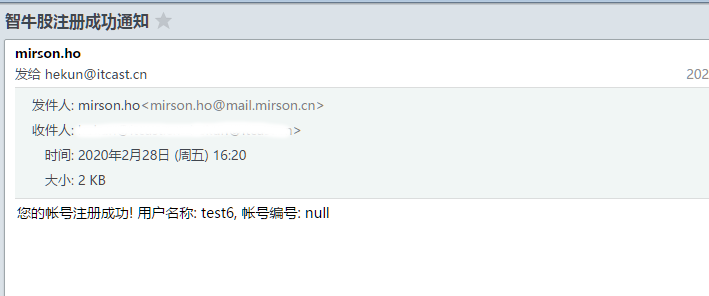 智牛股注册成功通知
mirson.ho
发给 hekun@itcast.cn
202
发件人: mirson.ho<mirson.ho@mail.mirson.cn>
收件人: >
时间: 2020年2月28日 (周五) 16:20
大小: 2 KB
您的帐号注册成功! 用户名称: test6, 帐号编号: null